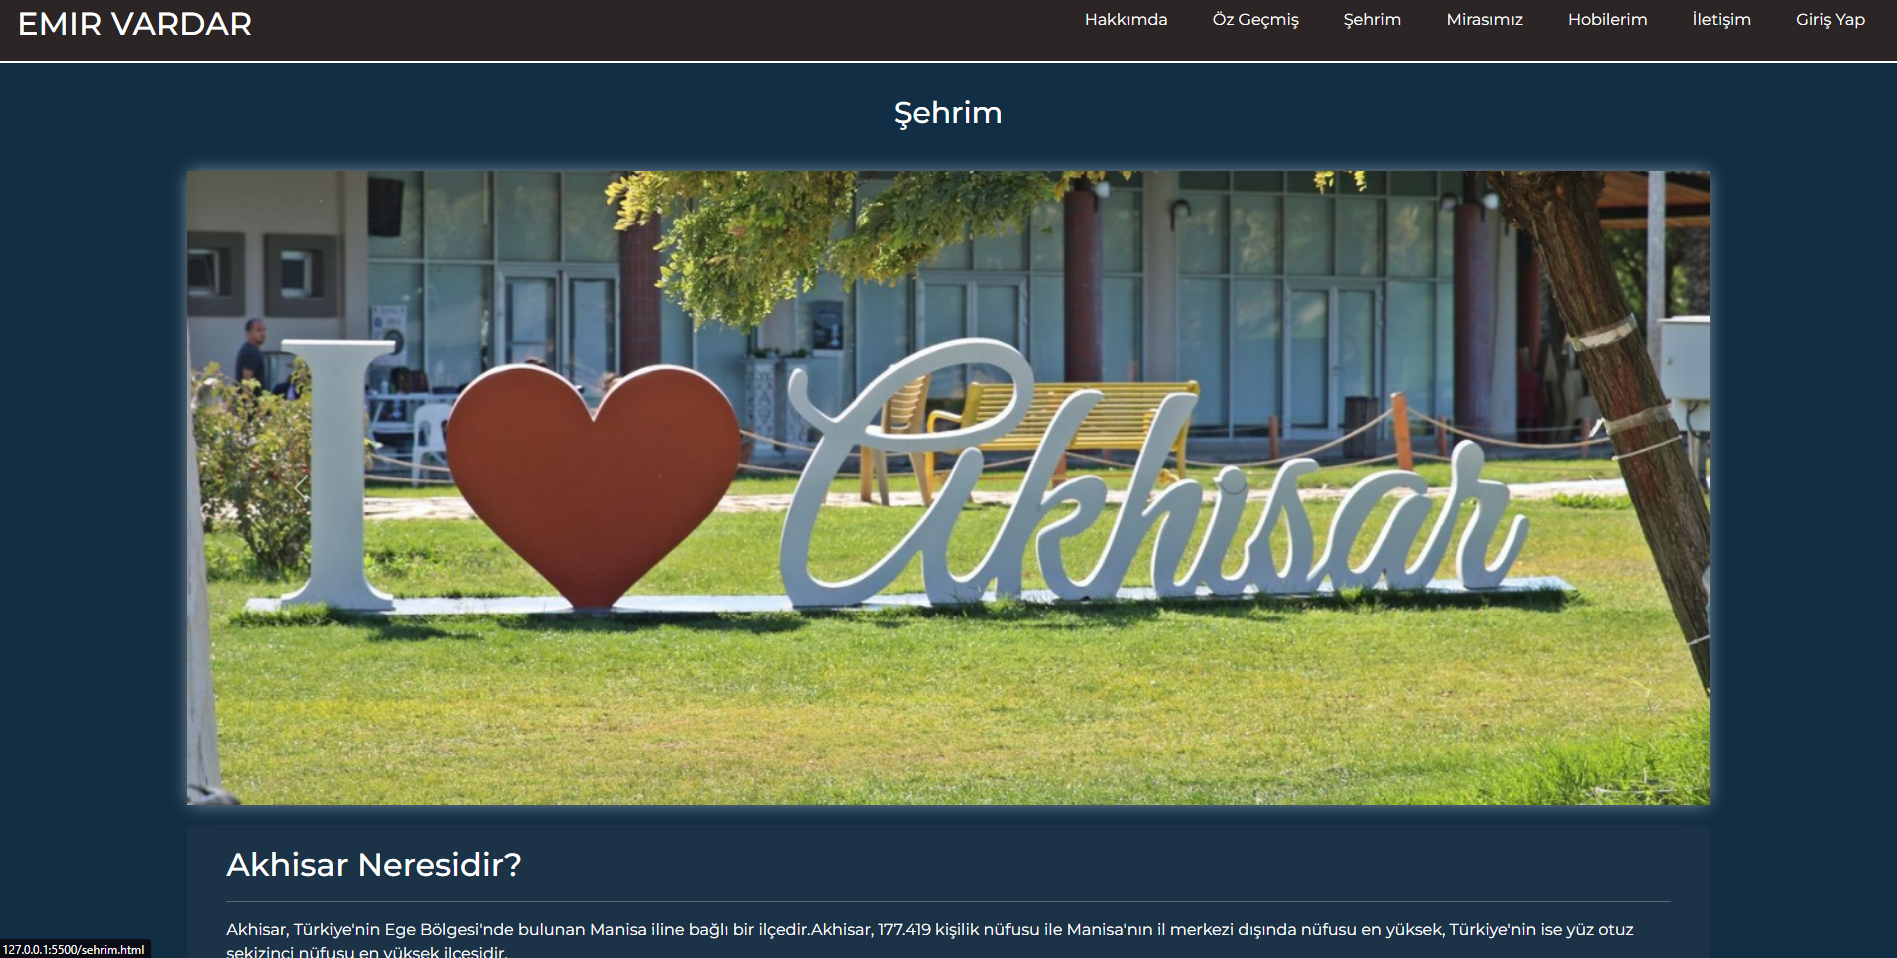 EMIR VARDAR
Hakkımda Öz Geçmiş Şehrim Mirasımız Hobilerim İletişim Giriş Yap
Şehrim
I Akhisar
Akhisar Neresidir?
Akhisar, Türkiye'nin Ege Bölgesi'nde bulunan Manisa iline bağlı bir ilçedir.Akhisar, 177.419 kişilik nüfusu ile Manisa'nın il merkezi dışında nüfusu en yüksek, Türkiye'nin ise yüz otuz
sekizinci nüfusu en yüksek ilçesidir.
127.0.0.1:5500/sehrim.html